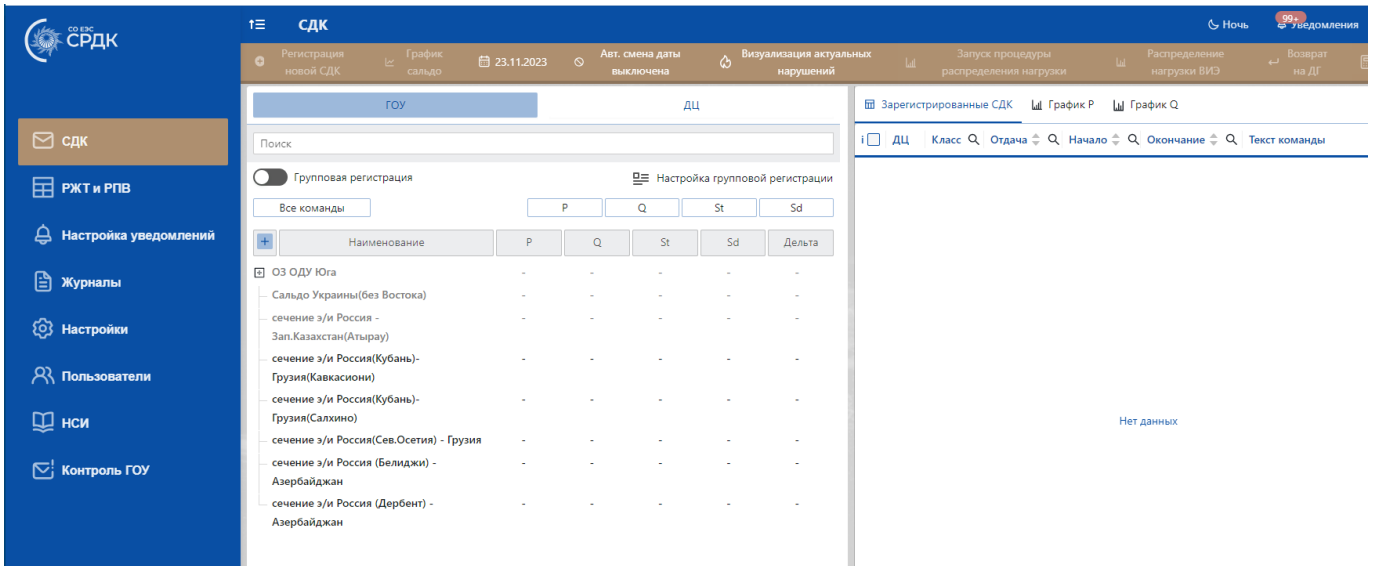 СО ЕЭС
СРДК
СДК
Ночь
99+
Уведомления
Регистрация
новой СДК
График
сальдо
23.11.2023
Авт. смена даты
выключена
Визуализация актуальных
нарушений
Запуск процедуры
распределения нагрузки
Распределение
нагрузки ВИЭ
Возврат
на ДГ
СДК
РЖТ и РПВ
Настройка уведомлений
Журналы
Настройки
Пользователи
НСИ
Контроль ГОУ
ГОУ ДЦ
Поиск
Групповая регистрация Настройка групповой регистрации
Все команды P Q St Sd
+ Наименование P Q St Sd Дельта
ОЗ ОДУ Юга - - - - -
Сальдо Украины(без Востока) - - - - -
сечение э/и Россия - - - - - -
Зап.Казахстан(Атырау)
сечение э/и Россия(Кубань)- - - - - -
Грузия(Кавкасиони)
сечение э/и Россия(Кубань)- - - - - -
Грузия(Салхино)
сечение э/и Россия(Сев.Осетия) - Грузия - - - - -
сечение э/и Россия (Белиджи) - - - - - -
Азербайджан
сечение э/и Россия (Дербент) - - - - - -
Азербайджан
Зарегистрированные СДК График P График Q
i ДЦ Класс Отдача Начало Окончание Текст команды
Нет данных